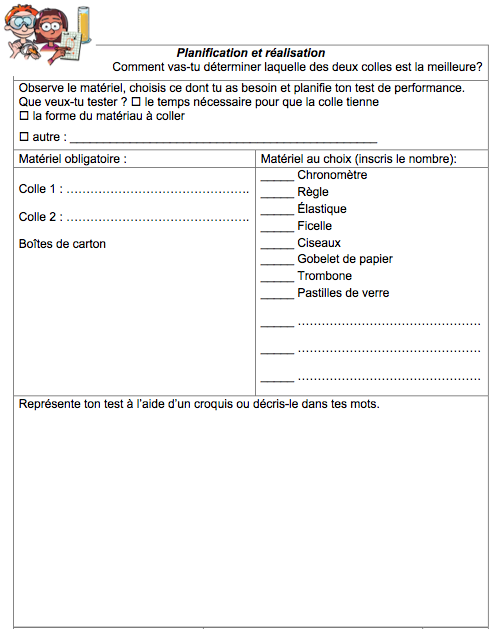 Planification et réalisation
Comment vas-tu déterminer laquelle des deux colles est la meilleure?
Observe le matériel, choisis ce dont tu as besoin et planifie ton test de performance.
Que veux-tu tester ? ☐ le temps nécessaire pour que la colle tienne
☐ la forme du matériau à coller
☐ autre : _______________________________________________
Matériel obligatoire :
Colle 1 : ……………………………………….
Colle 2 : ……………………………………….
Boîtes de carton
Matériel au choix (inscris le nombre):
_____ Chronomètre
_____ Règle
_____ Élastique
_____ Ficelle
_____ Ciseaux
_____ Gobelet de papier
_____ Trombone
_____ Pastilles de verre
_____ ……………………………………….
_____ ……………………………………….
_____ ……………………………………….
Représente ton test à l’aide d’un croquis ou décris-le dans tes mots.